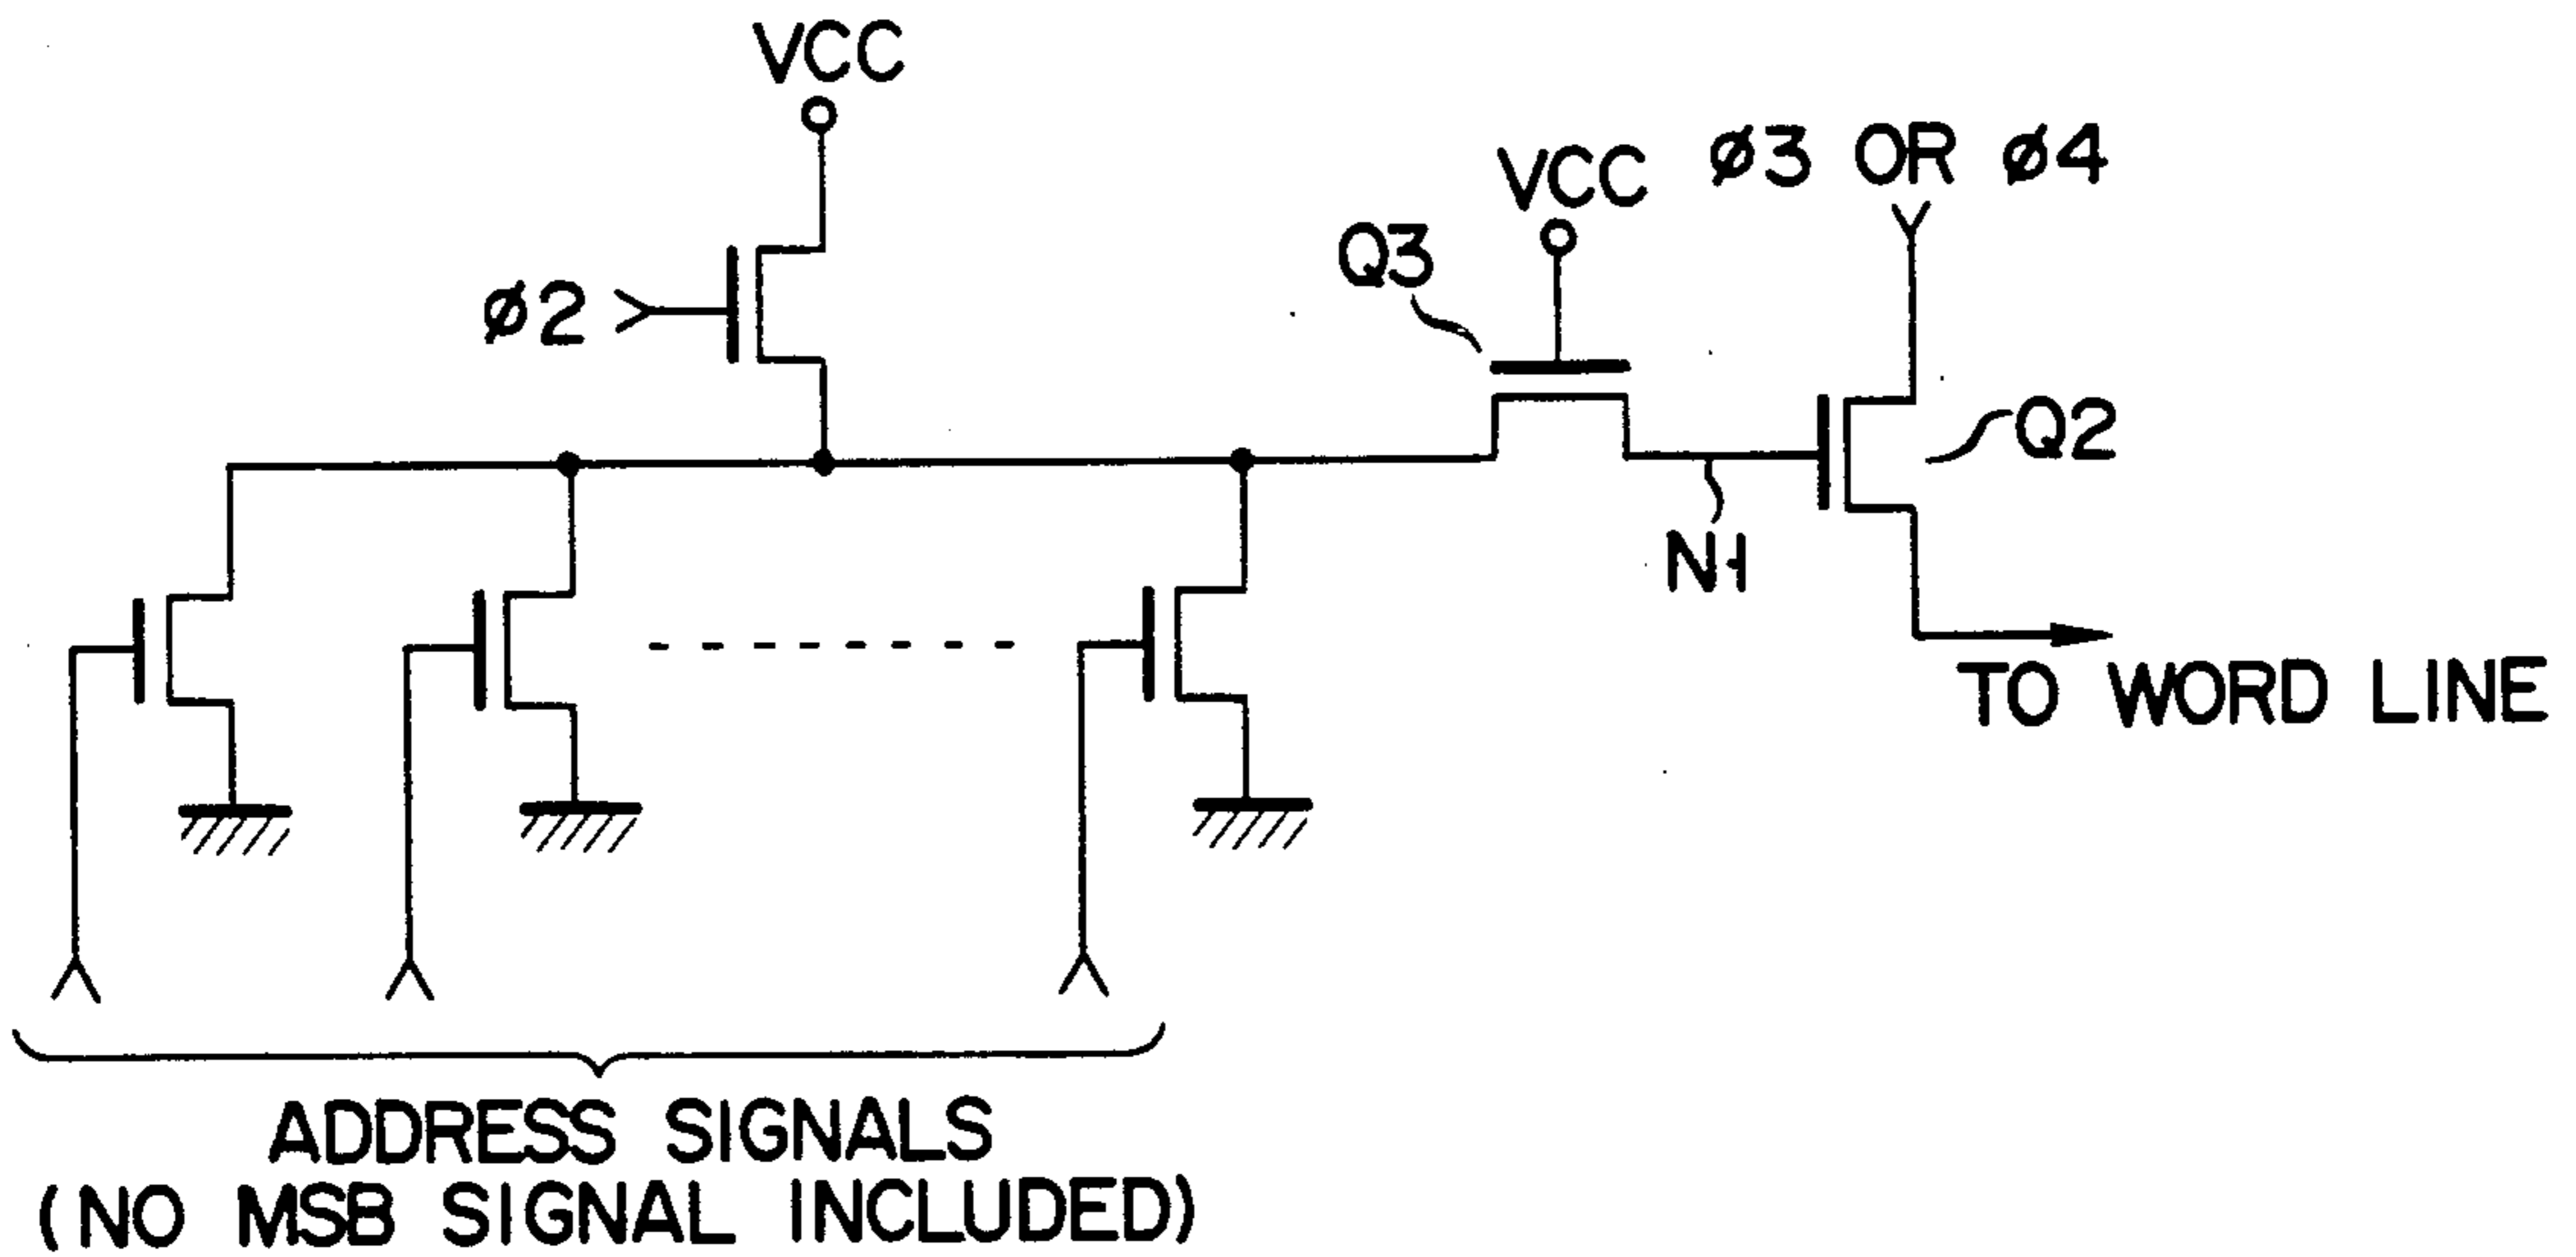 VCC
VCC
ø3 OR ø4
Q3
ø2
Q2
N1
TO WORD LINE
ADDRESS SIGNALS
(NO MSB SIGNAL INCLUDED)